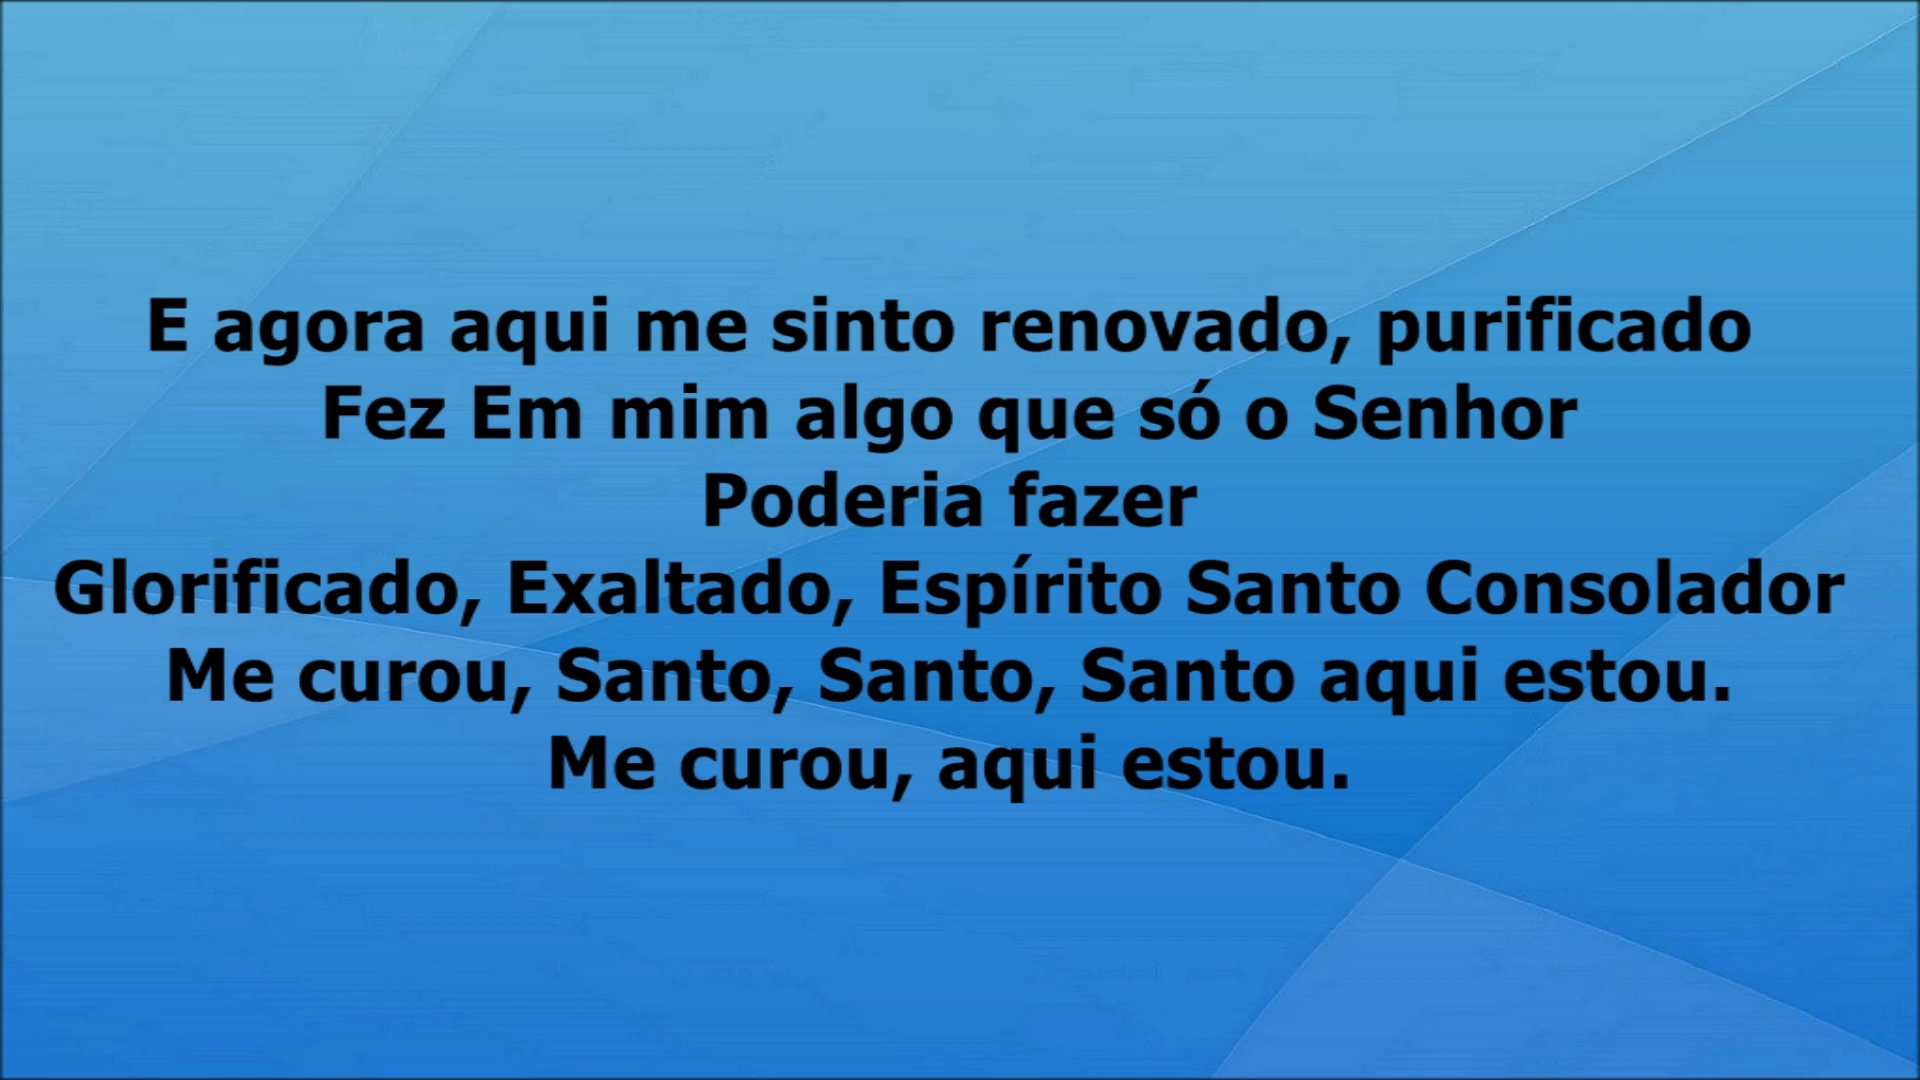 E agora aqui me sinto renovado, purificado
Fez Em mim algo que só o Senhor
Poderia fazer
Glorificado, Exaltado, Espírito Santo Consolador
Me curou, Santo, Santo, Santo aqui estou.
Me curou, aqui estou.